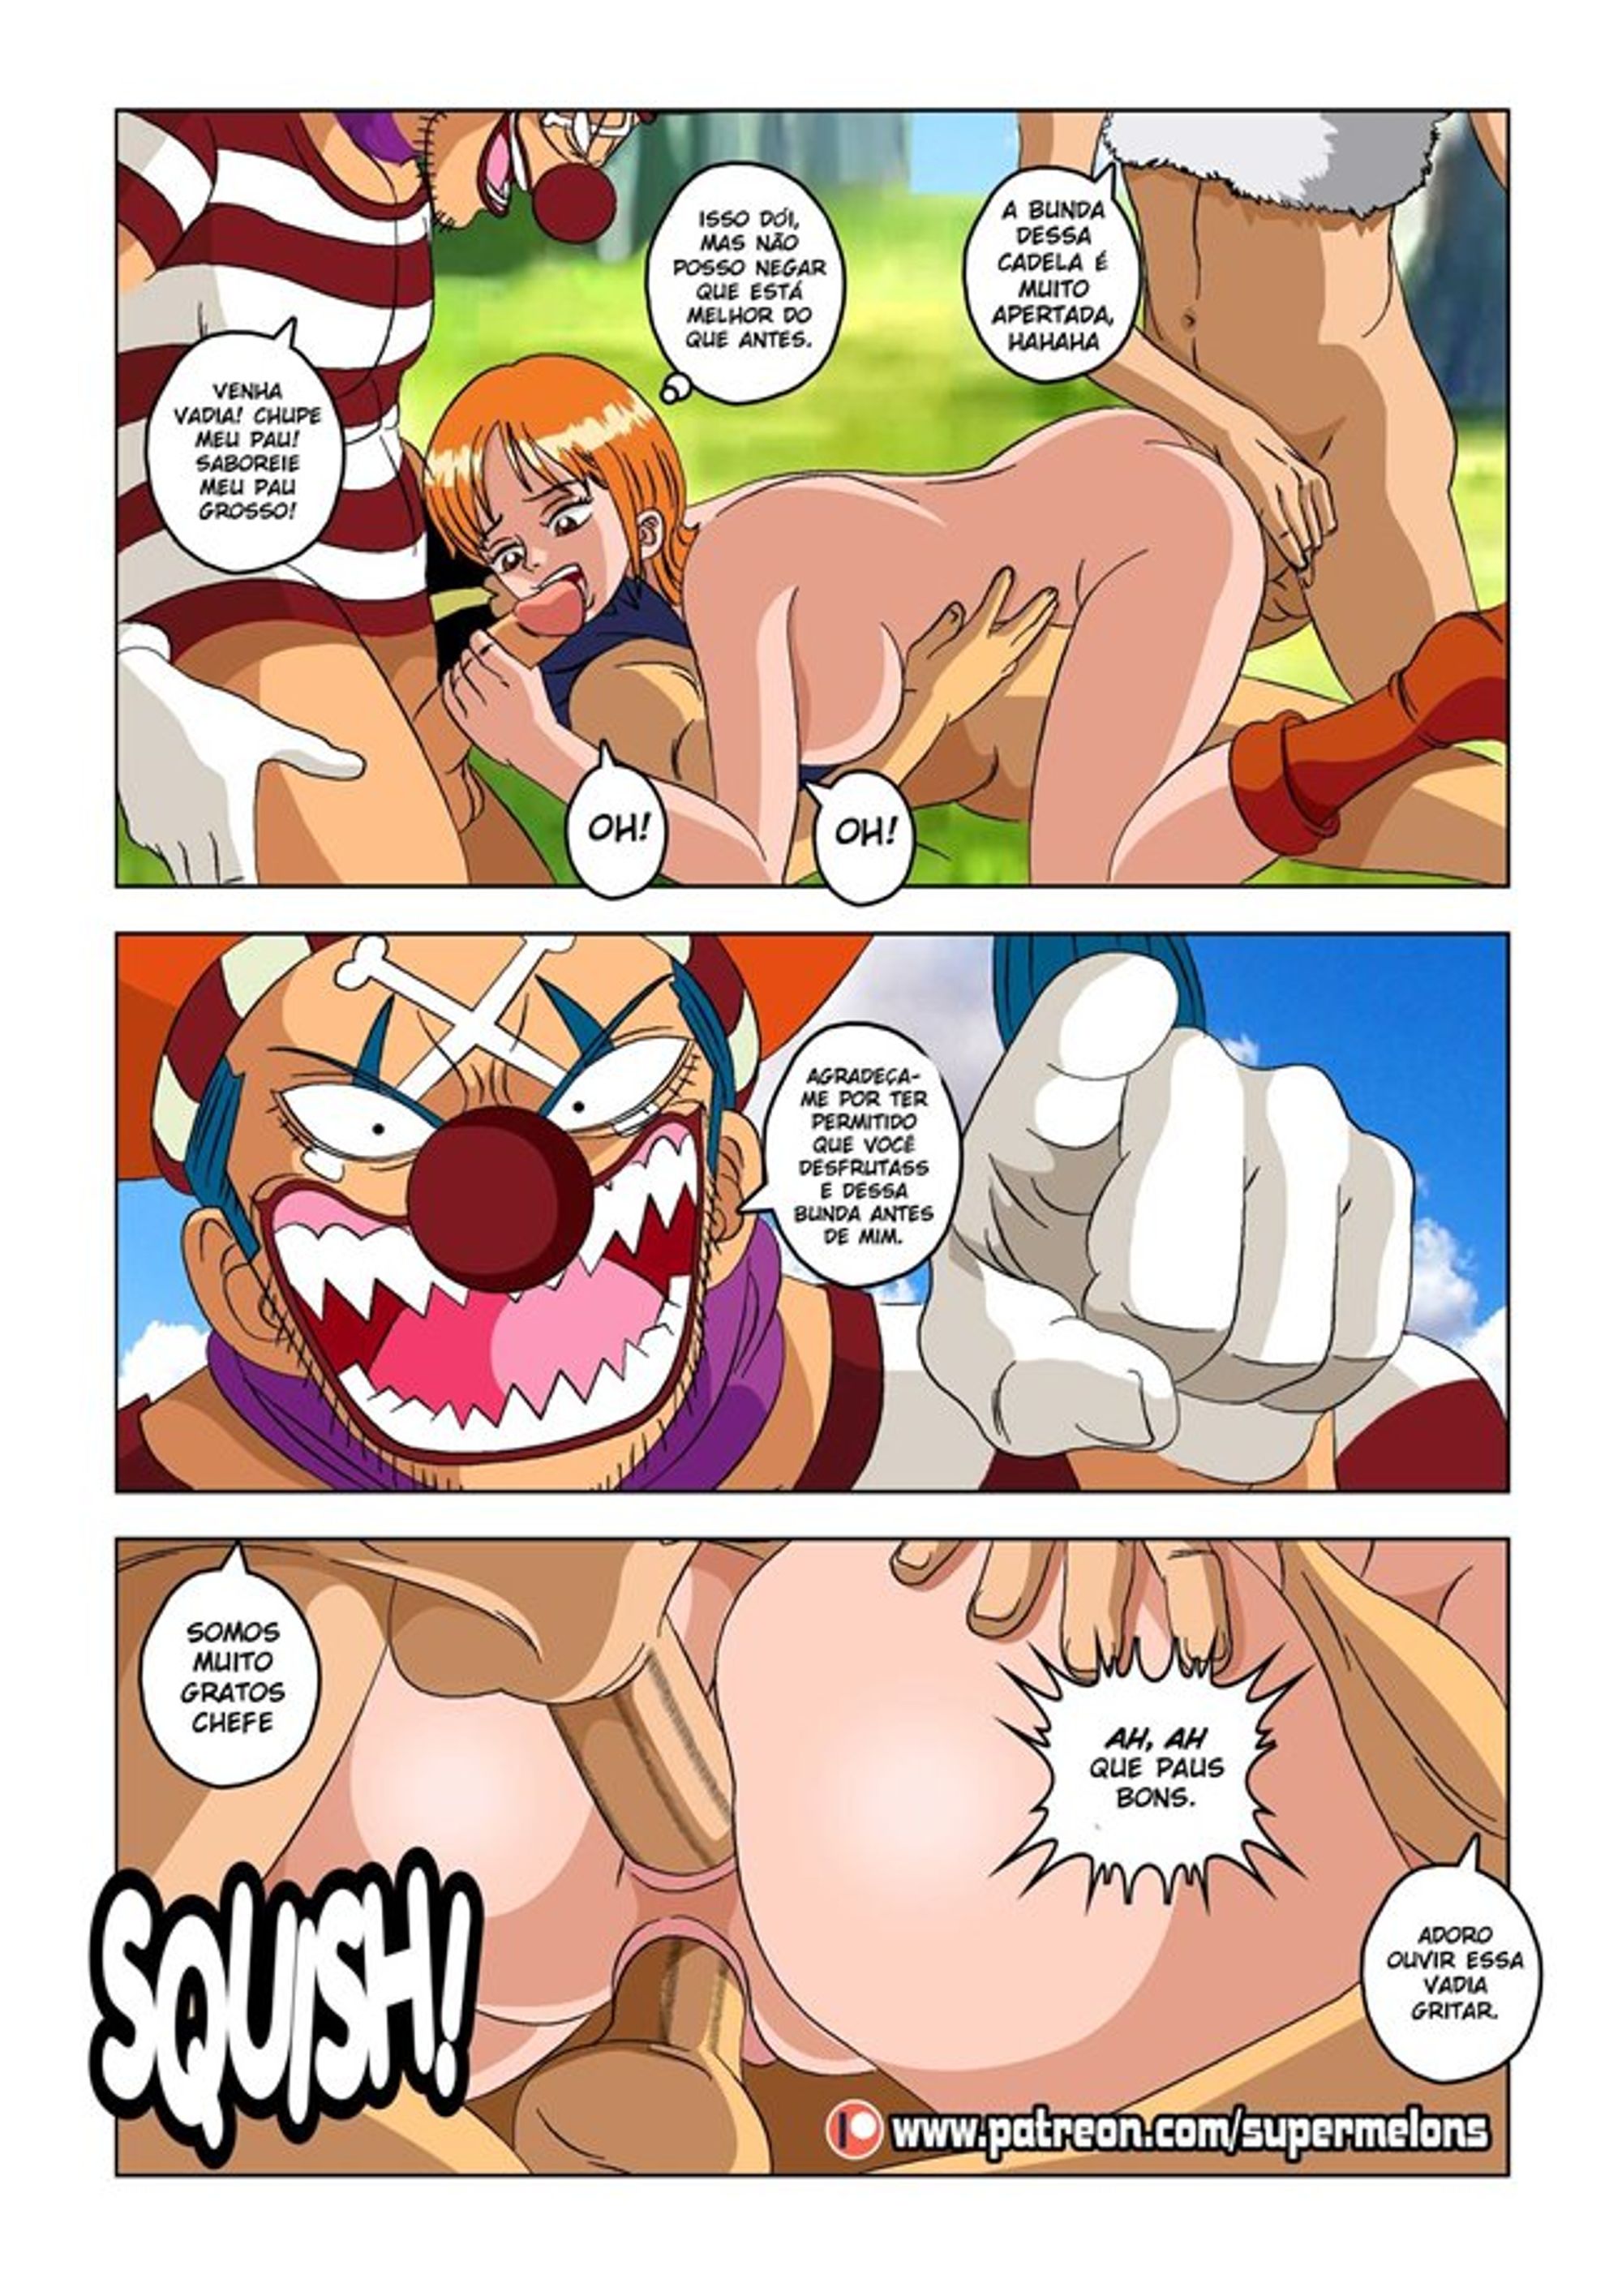 ISSO DÓI,
MAS NÃO
POSSO NEGAR
QUE ESTÁ
MELHOR DO
QUE ANTES.
A BUNDA
DESSA
CADELA É
MUITO
APERTADA,
HAHAHA
VENHA
VADIA! CHUPE
MEU PAU!
SABOREIE
MEU PAU
GROSSO!
OH!
OH!
AGRADEÇA-
ME POR TER
PERMITIDO
QUE VOCÊ
DESFRUTASS
E DESSA
BUNDA ANTES
DE MIM.
SOMOS
MUITO
GRATOS
CHEFE
AH, AH
QUE PAUS
BONS.
SQUISH!
ADORO
OUVIR ESSA
VADIA
GRITAR.
www.patreon.com/supermelons